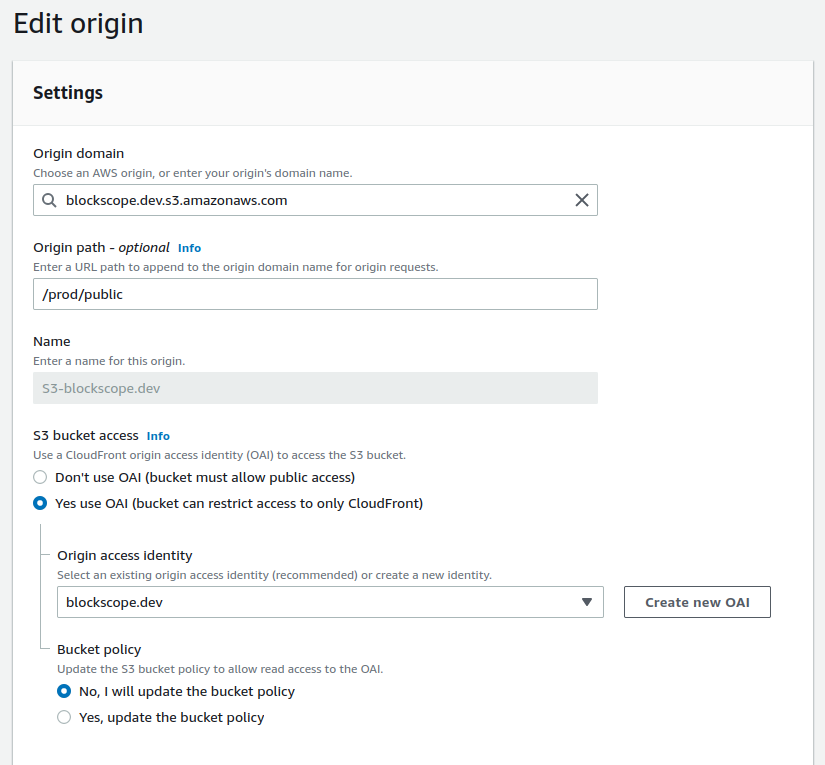 Edit origin
Settings
Origin domain
Choose an AWS origin, or enter your origin's domain name.
blockscope.dev.s3.amazonaws.com
Origin path - optional Info
Enter a URL path to append to the origin domain name for origin requests.
/prod/public
Name
Enter a name for this origin.
S3-blockscope.dev
S3 bucket access Info
Use a CloudFront origin access identity (OAI) to access the S3 bucket.
Don't use OAI (bucket must allow public access)
Yes use OAI (bucket can restrict access to only CloudFront)
Origin access identity
Select an existing origin access identity (recommended) or create a new identity.
blockscope.dev
Create new OAI
Bucket policy
Update the S3 bucket policy to allow read access to the OAI.
No, I will update the bucket policy
Yes, update the bucket policy